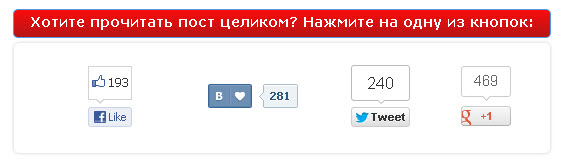 Хотите прочитать пост целиком? Нажмите на одну из кнопок:
193
Like
B 281
240
Tweet
469
g +1